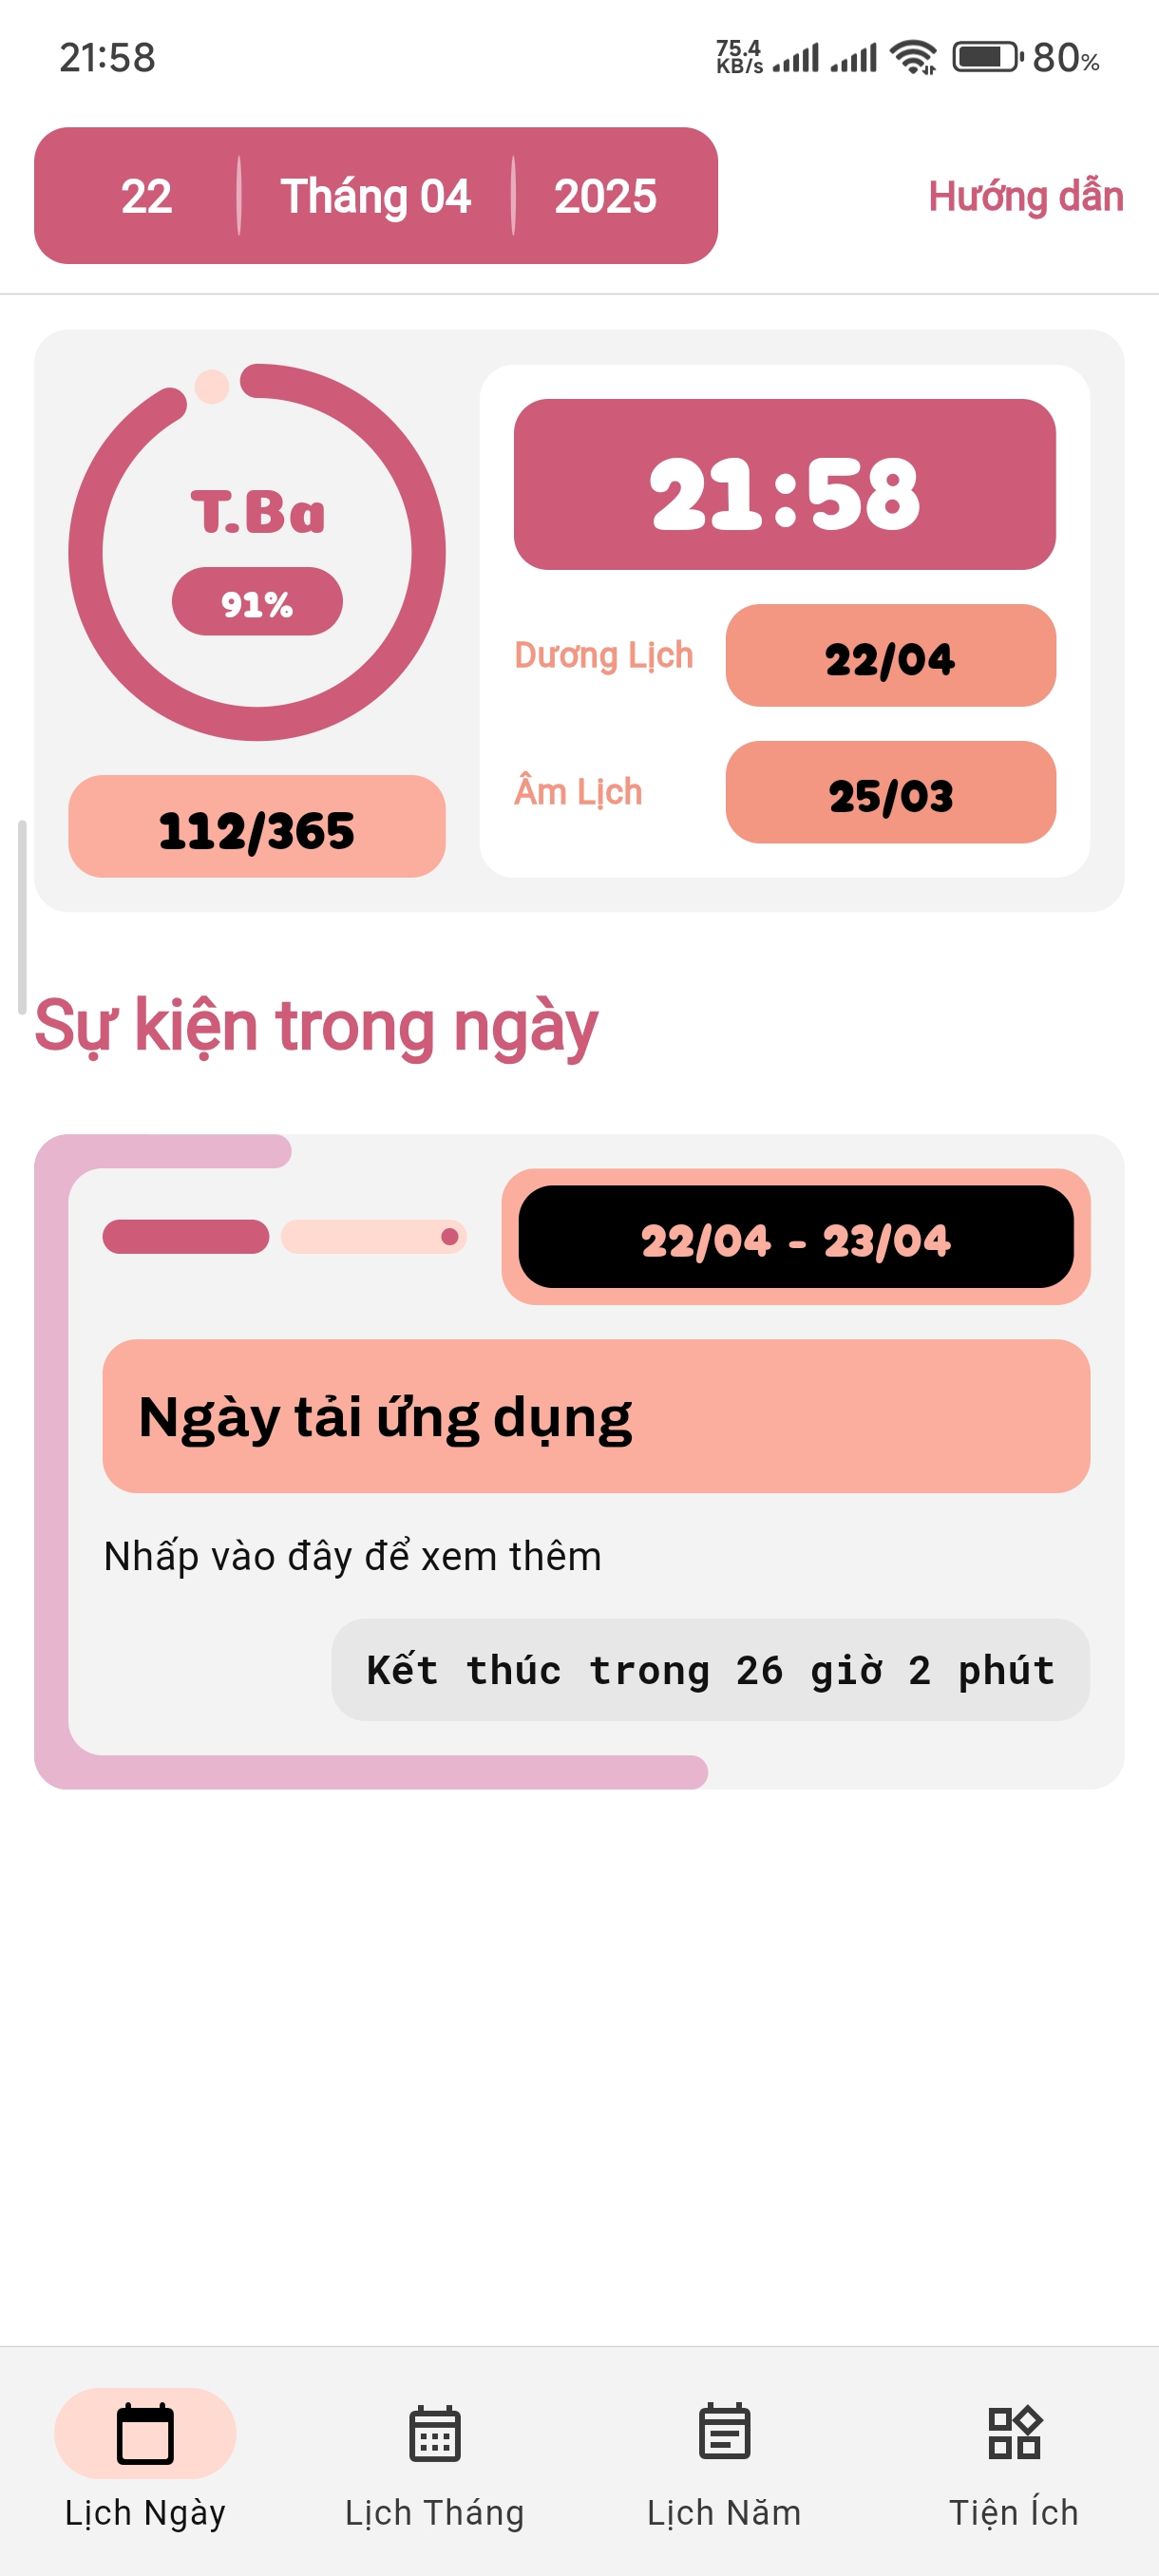 21:58
75.4
KB/s
80%
22 Tháng 04 2025
Hướng dẫn
T.Ba
91%
112/365
21:58
Dương Lịch 22/04
Âm Lịch 25/03
Sự kiện trong ngày
22/04 - 23/04
Ngày tải ứng dụng
Nhấp vào đây để xem thêm
Kết thúc trong 26 giờ 2 phút
Lịch Ngày
Lịch Tháng
Lịch Năm
Tiện Ích